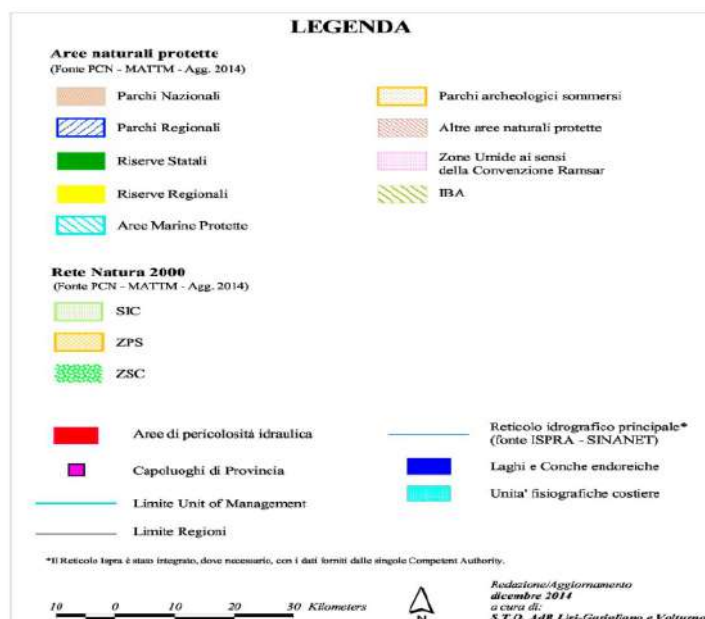 LEGENDA
Aree naturali protette
(Fonte PCN - MATTM - Agg. 2014)
Parchi Nazionali
Parchi Regionali
Riserve Statali
Riserve Regionali
Aree Marine Protette
Parchi archeologici sommersi
Altre aree naturali protette
Zone Umide ai sensi
della Convenzione Ramsar
IBA
Rete Natura 2000
(Fonte PCN - MATTM - Agg. 2014)
SIC
ZPS
ZSC
Aree di pericolosità idraulica
Capoluoghi di Provincia
Limite Unit of Management
Limite Regioni
Reticolo idrografico principale*
(fonte ISPRA - SINANET)
Laghi e Conche endoreiche
Unita' fisiografiche costiere
*Il Reticolo Ispra è stato integrato, dove necessario, con i dati forniti dalle singole Competent Authority.
10 0 10 20 30 Kilometers
N
Redazione/Aggiornamento
dicembre 2014
a cura di:
S.T.O. AdB Liri-Garigliano e Volturno